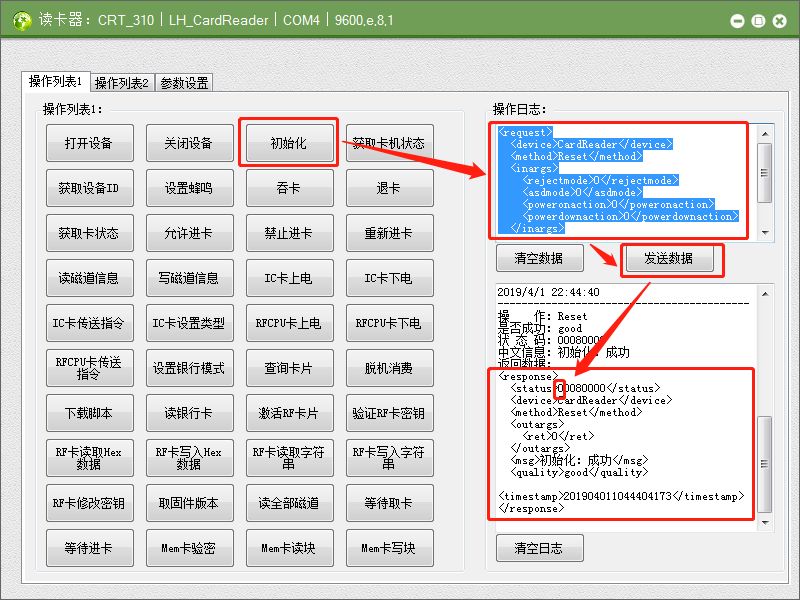 读卡器：CRT_310 | LH_CardReader | COM4 | 9600,e,8,1
操作列表1 操作列表2 参数设置
操作列表1：
打开设备 关闭设备 初始化 获取卡机状态
获取设备ID 设置蜂鸣 吞卡 退卡
获取卡状态 允许进卡 禁止进卡 重新进卡
读磁道信息 写磁道信息 IC卡上电 IC卡下电
IC卡传送指令 IC卡设置类型 RFCPU卡上电 RFCPU卡下电
RFCPU卡传送
指令
设置银行模式 查询卡片 脱机消费
下载脚本 读银行卡 激活RF卡片 验证RF卡密钥
RF卡读取Hex
数据
RF卡写入Hex
数据
RF卡读取字符
串
RF卡写入字符
串
RF卡修改密钥 取固件版本 读全部磁道 等待取卡
等待进卡 Mem卡验密 Mem卡读块 Mem卡写块
操作日志：
<request>
<device>CardReader</device>
<method>Reset</method>
<inargs>
<rejectmode>0</rejectmode>
<asdmode>0</asdmode>
<poweronaction>0</poweronaction>
<powerdownaction>0</powerdownaction>
</inargs>
清空数据 发送数据
2019/4/1 22:44:40
--------------------------------------------
操 作：Reset
是否成功：good
状 态 码：00080000
中文信息：初始化：成功
返回数据：
<response>
<status>00080000</status>
<device>CardReader</device>
<method>Reset</method>
<outargs>
<ret>0</ret>
</outargs>
<msg>初始化：成功</msg>
<quality>good</quality>
<timestamp>201904011044404173</timestamp>
</response>
清空日志